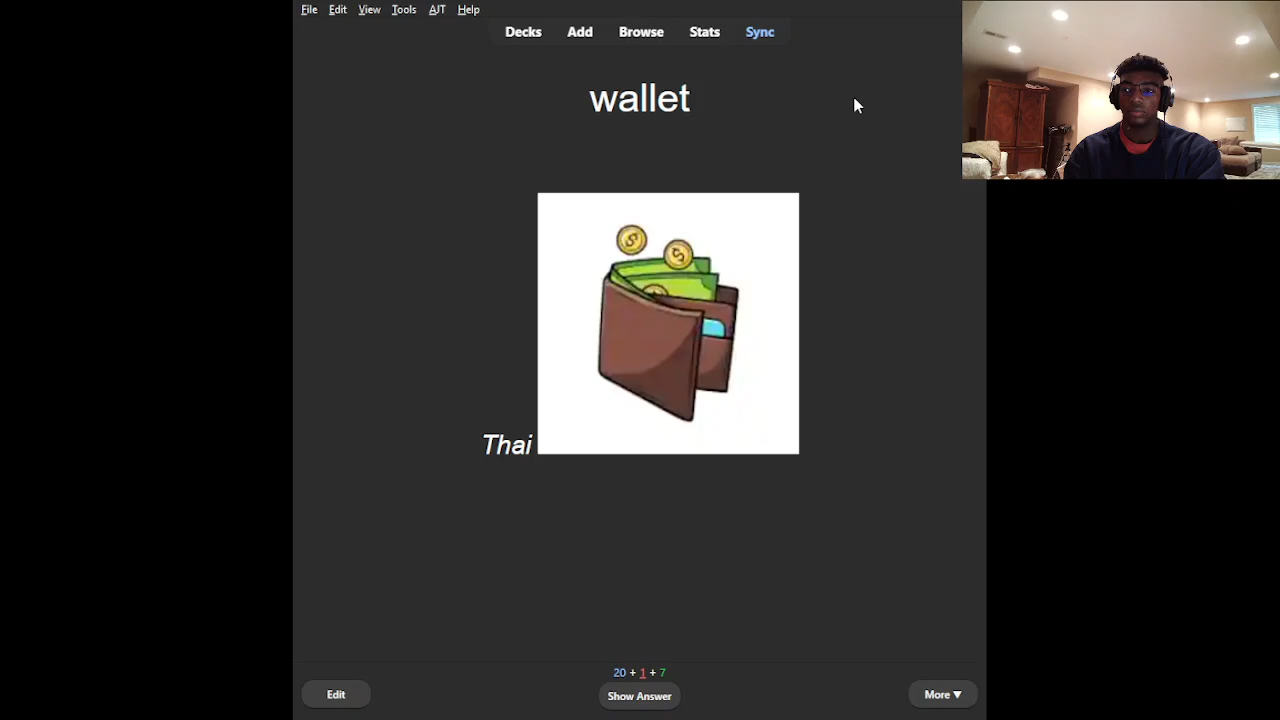 File Edit View Tools AJT Help
Decks Add Browse Stats Sync
wallet
Thai
20 + 1 + 7
Edit Show Answer More ▼